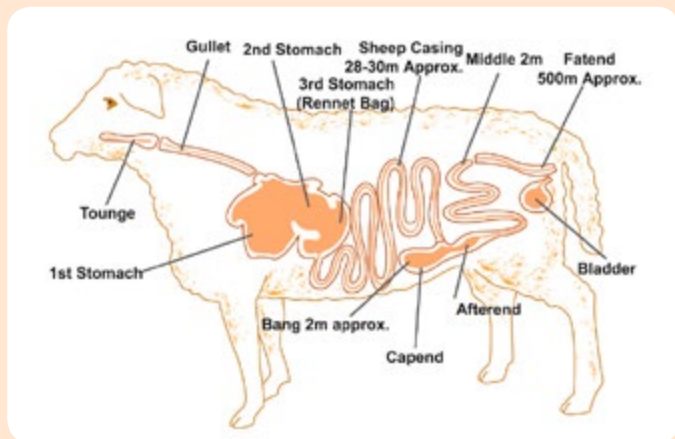 Gullet
2nd Stomach
Sheep Casing
28-30m Approx.
Middle 2m
Fatend
500m Approx.
3rd Stomach
(Rennet Bag)
Tounge
1st Stomach
Bladder
Bang 2m approx.
Afterend
Capend